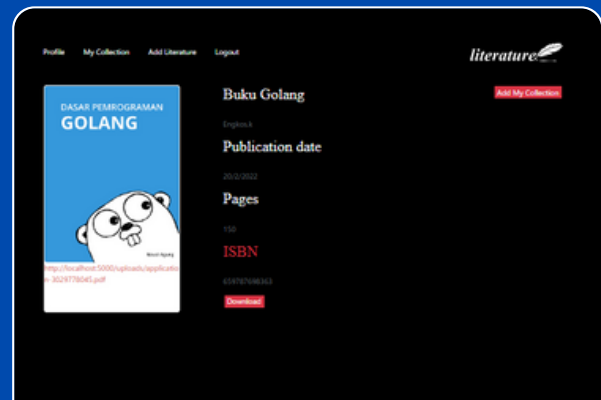 Profile My Collection Add Literature Logout
literature
DASAR PEMROGRAMAN
GOLANG
http://localhost:5000/uploads/applicatio
n-3029778045.pdf
Buku Golang
Add My Collection
Engkos.k
Publication date
20/2/2022
Pages
150
ISBN
Download